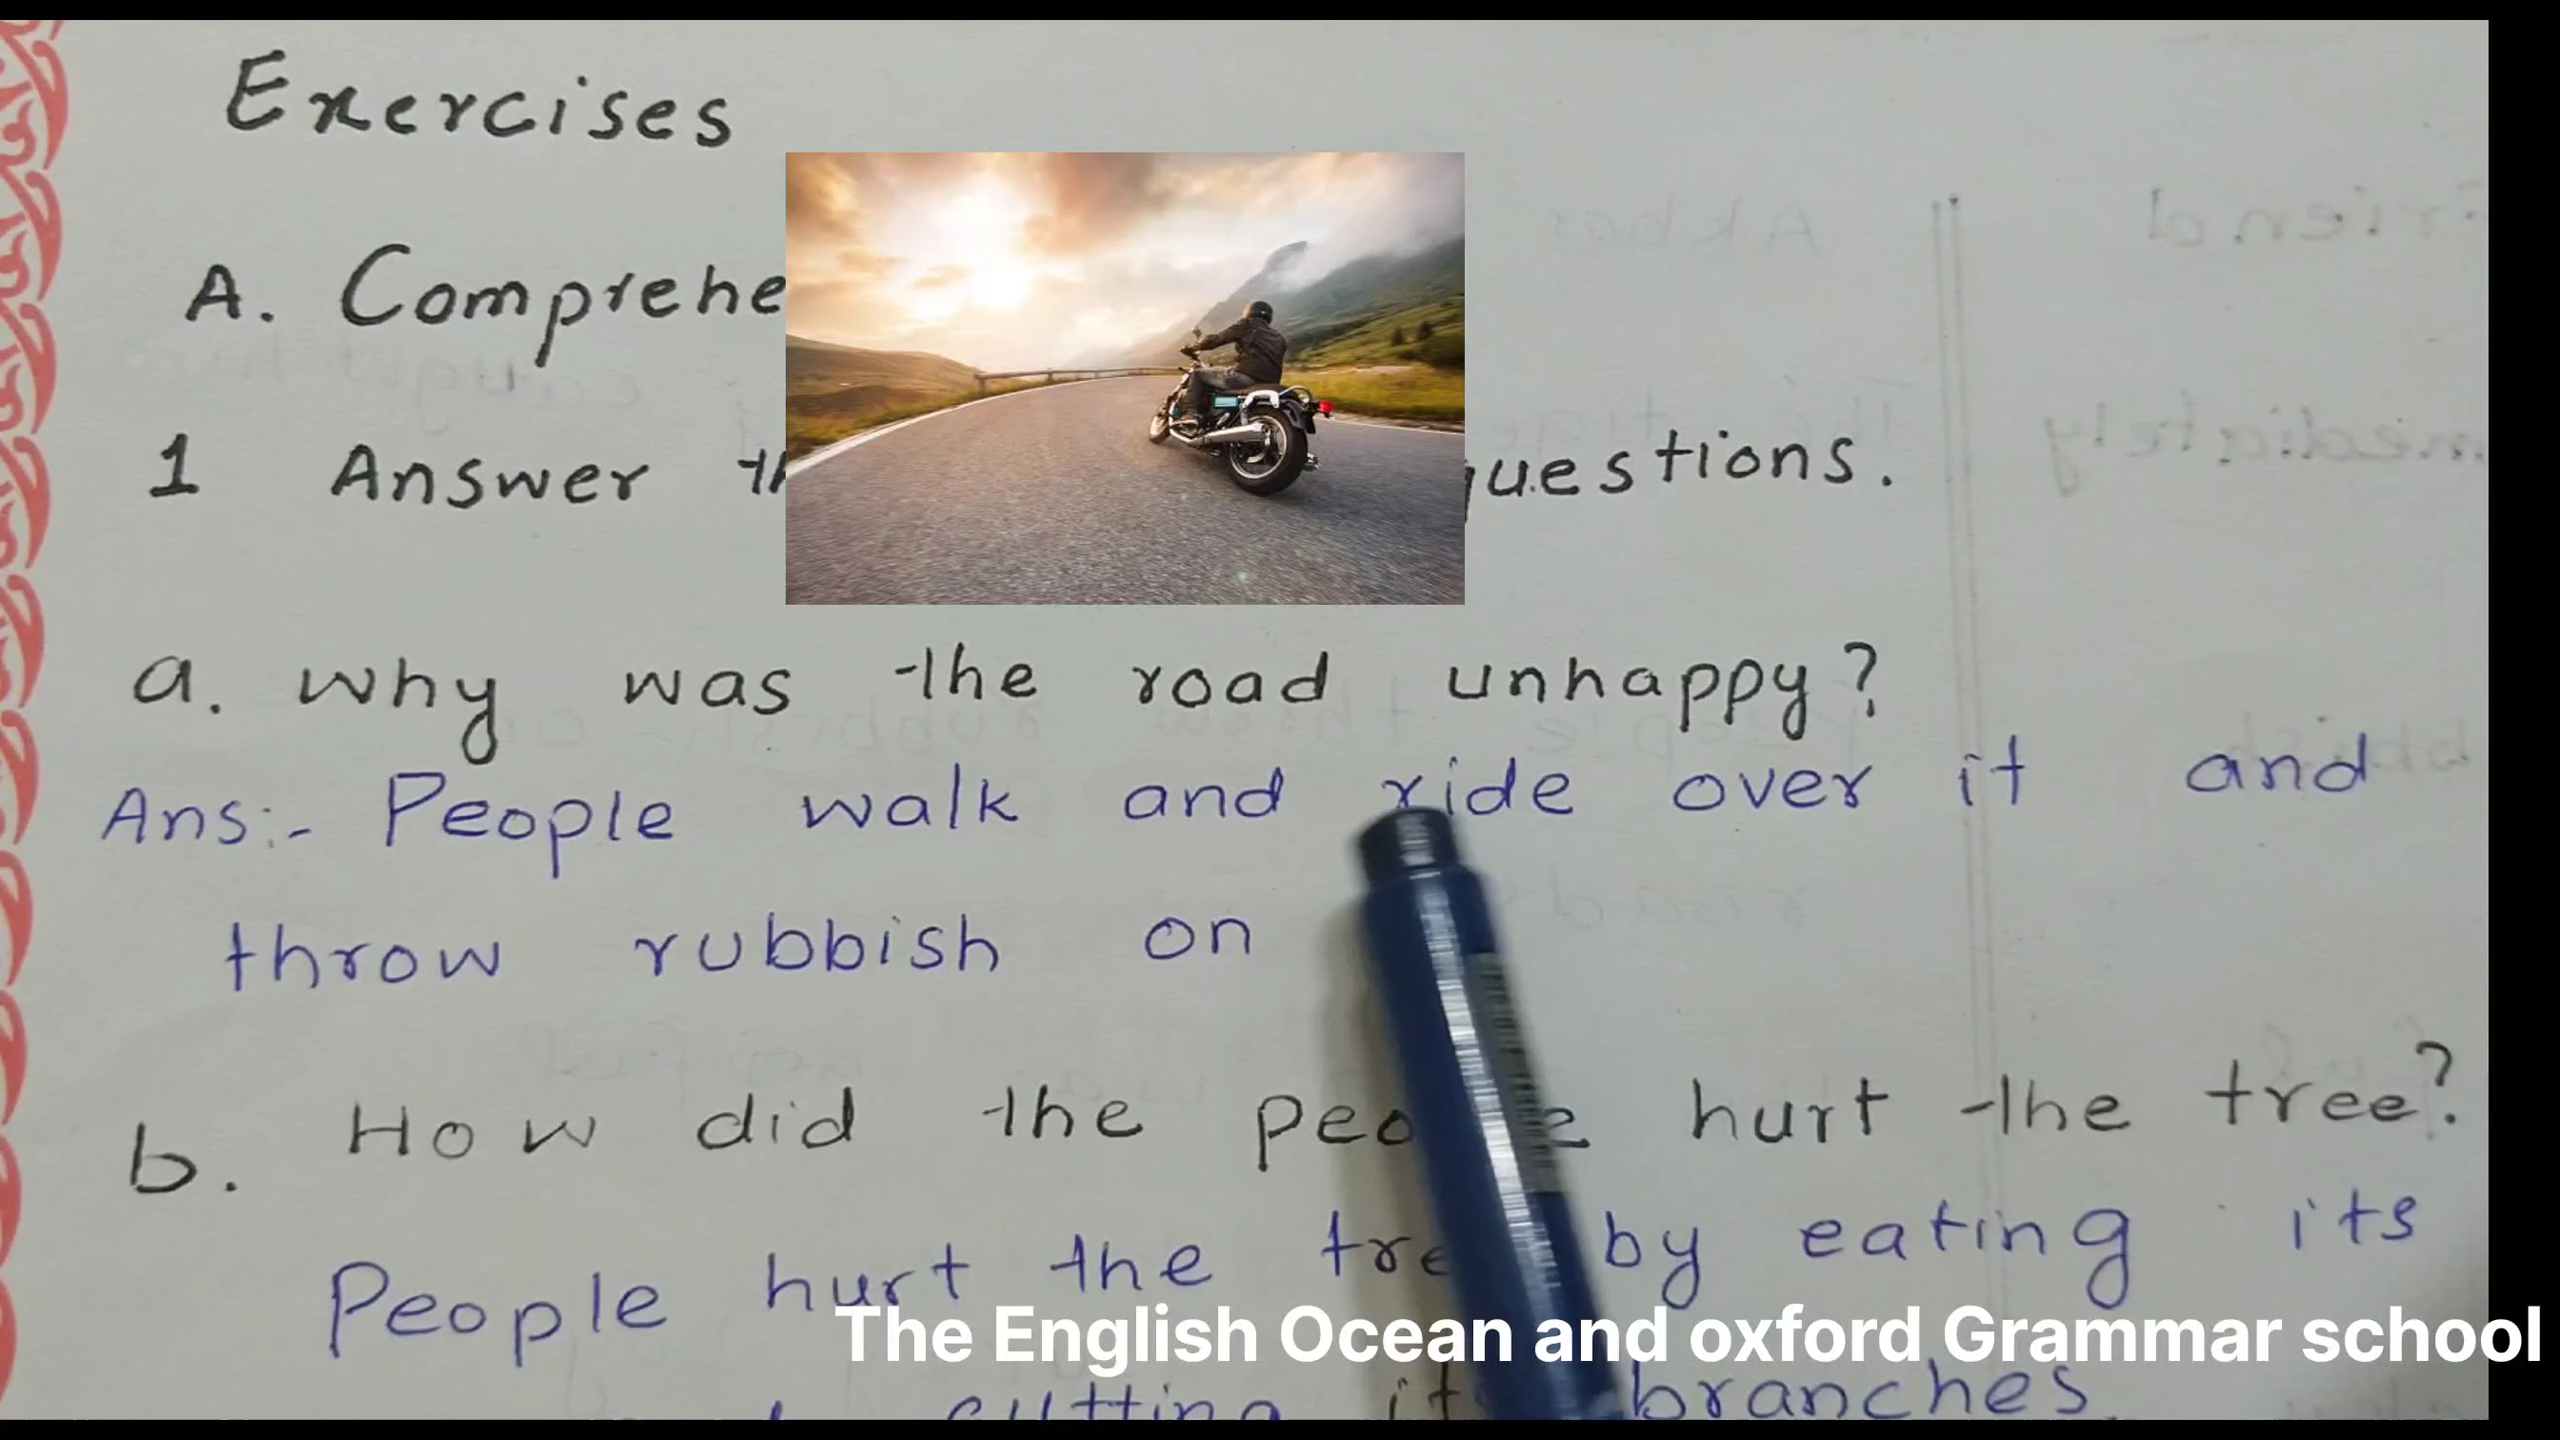 Exercises
A. Comprehe
1 Answer th questions.
a. Why was the road unhappy?
Ans:- People walk and ride over it and
throw rubbish on
b. How did the peo e hurt the tree?
People hurt the tre by eating its
cutting it branches.
The English Ocean and oxford Grammar school